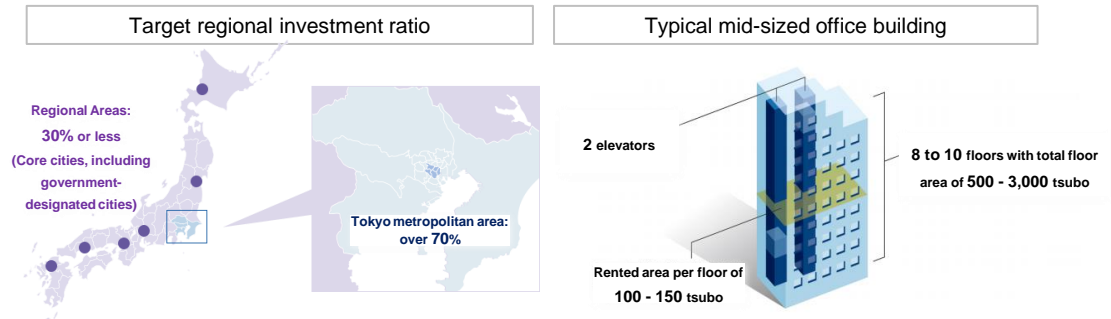 Target regional investment ratio
Typical mid-sized office building
Regional Areas:
30% or less
(Core cities, including
government-
designated cities)
Tokyo metropolitan area:
over 70%
2 elevators
8 to 10 floors with total floor
area of 500 - 3,000 tsubo
Rented area per floor of
100 - 150 tsubo